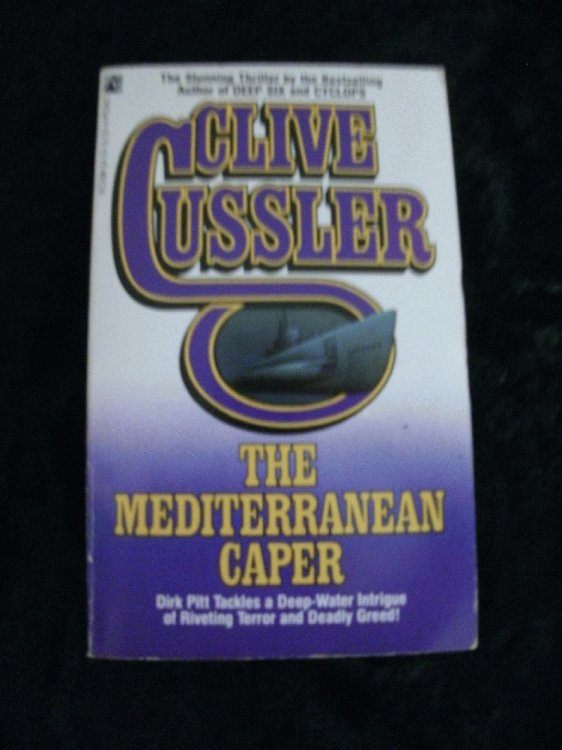 The Stunning Thriller by the Bestselling
Author of DEEP SIX and CYCLOPS
CLIVE
CUSSLER
THE
MEDITERRANEAN
CAPER
Dirk Pitt Tackles a Deep-Water Intrigue
of Riveting Terror and Deadly Greed!